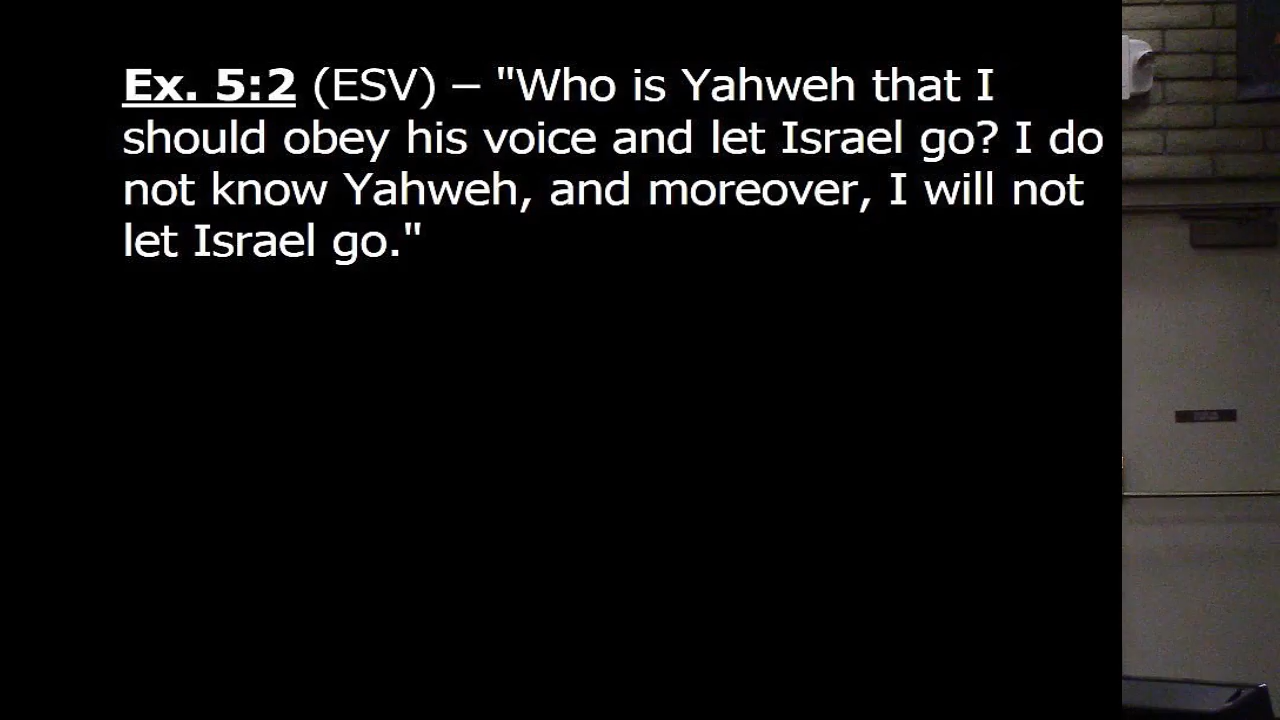 Ex. 5:2 (ESV) – "Who is Yahweh that I
should obey his voice and let Israel go? I do
not know Yahweh, and moreover, I will not
let Israel go."